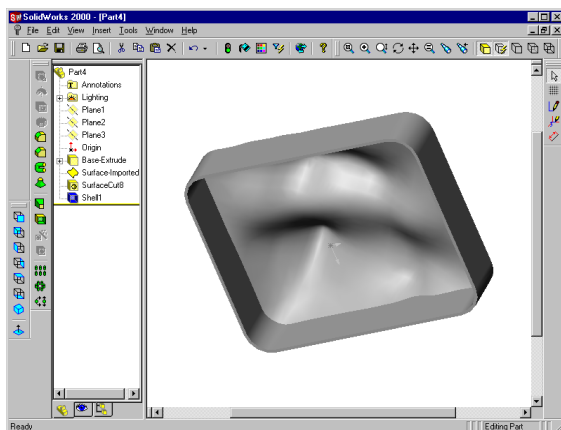 SolidWorks 2000 - [Part4]
File Edit View Insert Tools Window Help
Part4
Annotations
Lighting
Plane1
Plane2
Plane3
Origin
Base-Extrude
Surface-Imported
SurfaceCut8
Shell1
Ready
Editing Part